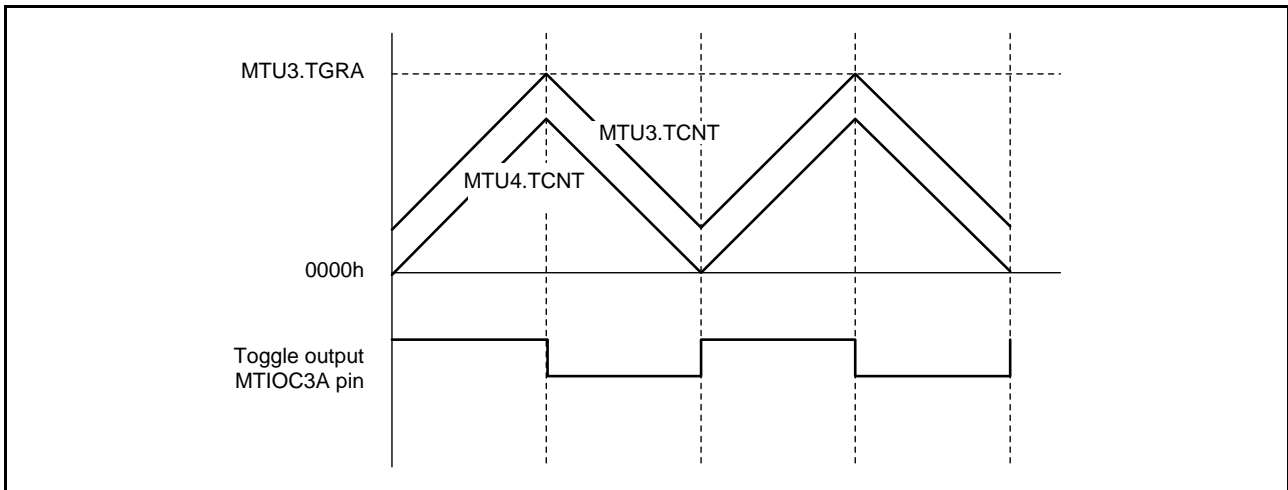 MTU3.TGRA
MTU3.TCNT
MTU4.TCNT
0000h
Toggle output
MTIOC3A pin